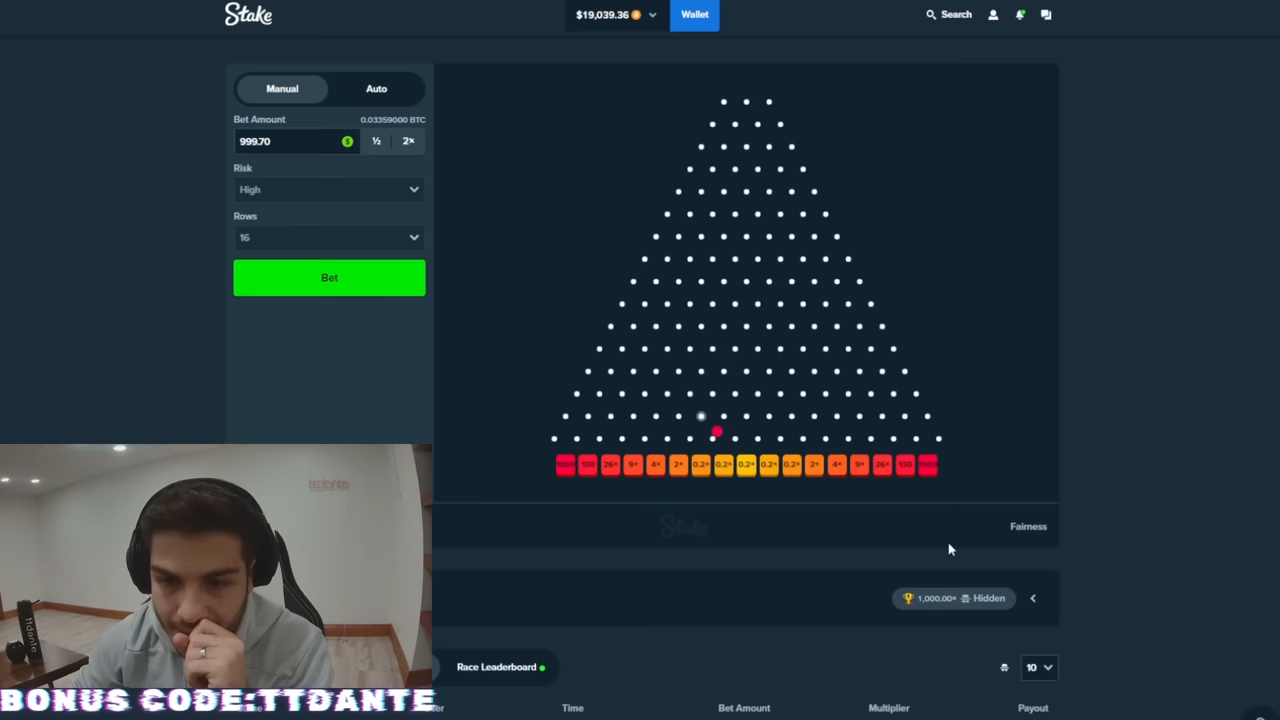 Stake
$19,039.36
Wallet
Search
Manual
Auto
Bet Amount
0.03359000 BTC
999.70
½
2×
Risk
High
Rows
16
Bet
1000 130 26× 9× 4× 2× 0.2× 0.2× 0.2× 0.2× 0.2× 2× 4× 9× 26× 130 1000
Stake
Fairness
1,000.00× Hidden
Race Leaderboard
10
ttdante
ttdante
BONUS CODE:TTDANTE
Time
Bet Amount
Multiplier
Payout